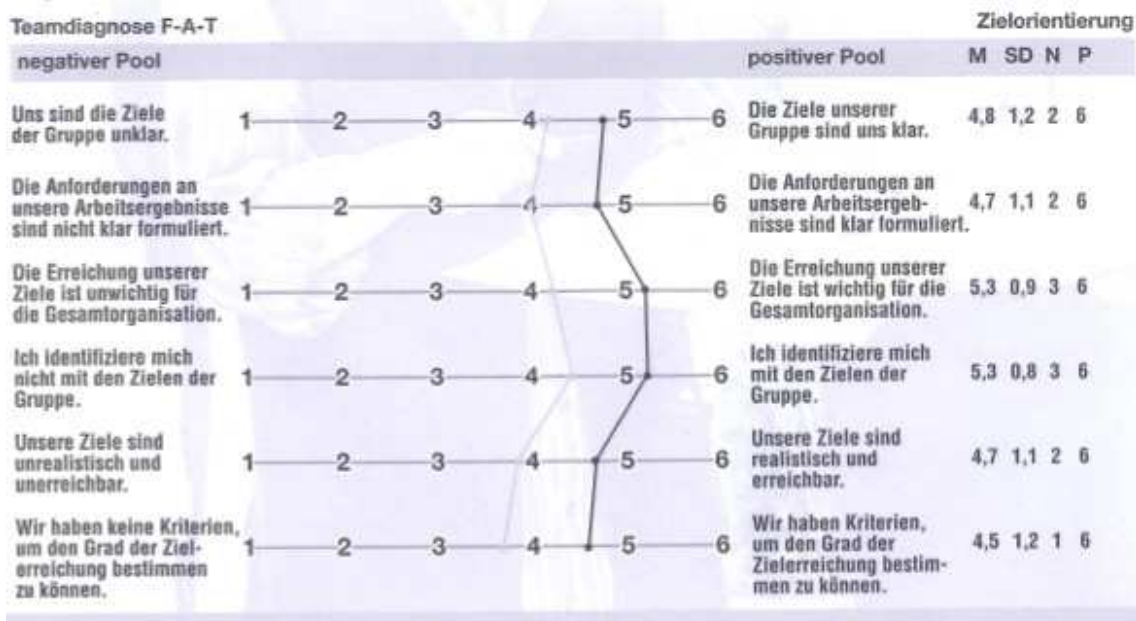 Teamdiagnose F-A-T Zielorientierung
negativer Pool positiver Pool M SD N P
Uns sind die Ziele
der Gruppe unklar.
1 2 3 4 5 6
Die Ziele unserer
Gruppe sind uns klar.
4,8 1,2 2 6
Die Anforderungen an
unsere Arbeitsergebnisse
sind nicht klar formuliert.
1 2 3 4 5 6
Die Anforderungen an
unsere Arbeitsergeb-
nisse sind klar formuliert.
4,7 1,1 2 6
Die Erreichung unserer
Ziele ist unwichtig für
die Gesamtorganisation.
1 2 3 4 5 6
Die Erreichung unserer
Ziele ist wichtig für die
Gesamtorganisation.
5,3 0,9 3 6
Ich identifiziere mich
nicht mit den Zielen der
Gruppe.
1 2 3 4 5 6
Ich identifiziere mich
mit den Zielen der
Gruppe.
5,3 0,8 3 6
Unsere Ziele sind
unrealistisch und
unerreichbar.
1 2 3 4 5 6
Unsere Ziele sind
realistisch und
erreichbar.
4,7 1,1 2 6
Wir haben keine Kriterien,
um den Grad der Ziel-
erreichung bestimmen
zu können.
1 2 3 4 5 6
Wir haben Kriterien,
um den Grad der
Zielerreichung bestim-
men zu können.
4,5 1,2 1 6